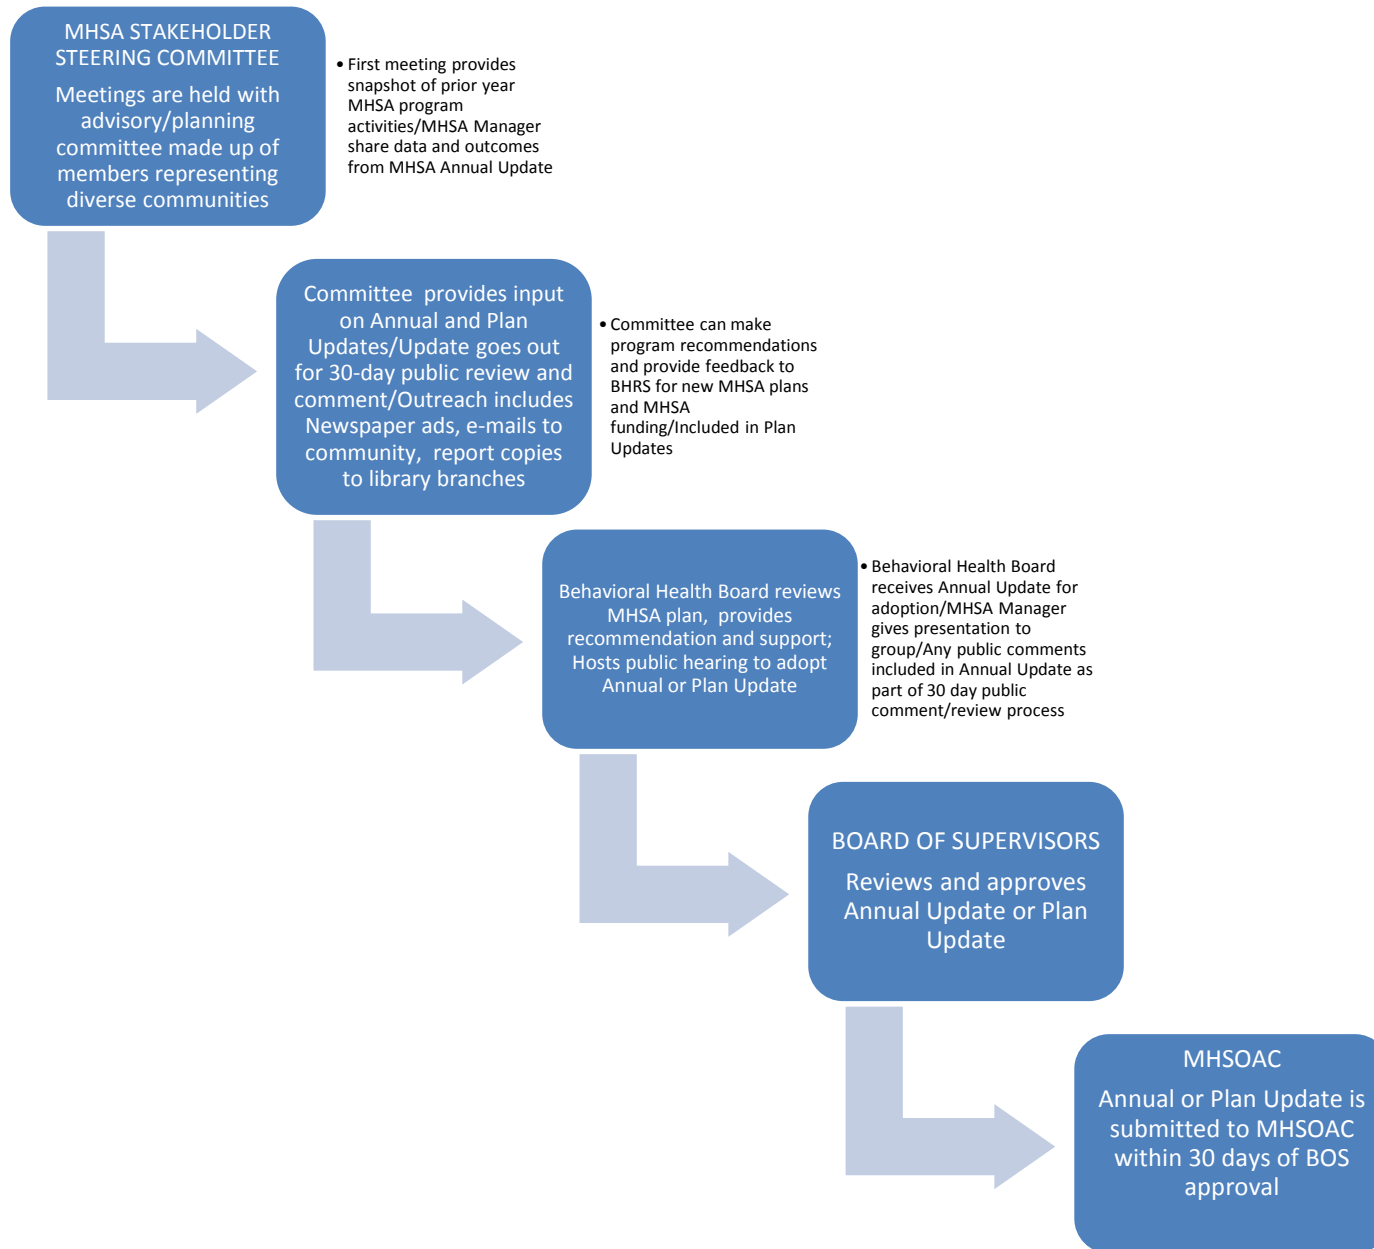 MHSA STAKEHOLDER
STEERING COMMITTEE
Meetings are held with
advisory/planning
committee made up of
members representing
diverse communities
• First meeting provides
snapshot of prior year
MHSA program
activities/MHSA Manager
share data and outcomes
from MHSA Annual Update
Committee provides input
on Annual and Plan
Updates/Update goes out
for 30-day public review and
comment/Outreach includes
Newspaper ads, e-mails to
community, report copies
to library branches
• Committee can make
program recommendations
and provide feedback to
BHRS for new MHSA plans
and MHSA
funding/Included in Plan
Updates
Behavioral Health Board reviews
MHSA plan, provides
recommendation and support;
Hosts public hearing to adopt
Annual or Plan Update
• Behavioral Health Board
receives Annual Update for
adoption/MHSA Manager
gives presentation to
group/Any public comments
included in Annual Update as
part of 30 day public
comment/review process
BOARD OF SUPERVISORS
Reviews and approves
Annual Update or Plan
Update
MHSOAC
Annual or Plan Update is
submitted to MHSOAC
within 30 days of BOS
approval